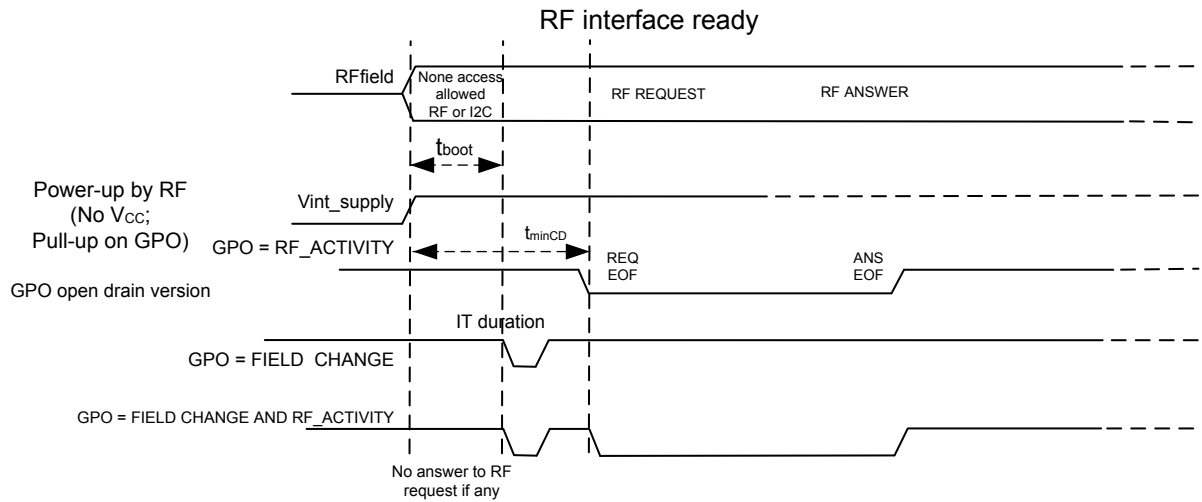 RF interface ready
RFfield
None access
allowed
RF or I2C
RF REQUEST
RF ANSWER
tboot
Power-up by RF
(No VCC;
Pull-up on GPO)
Vint_supply
GPO = RF_ACTIVITY
tminCD
REQ
EOF
ANS
EOF
GPO open drain version
IT duration
GPO = FIELD CHANGE
GPO = FIELD CHANGE AND RF_ACTIVITY
No answer to RF
request if any